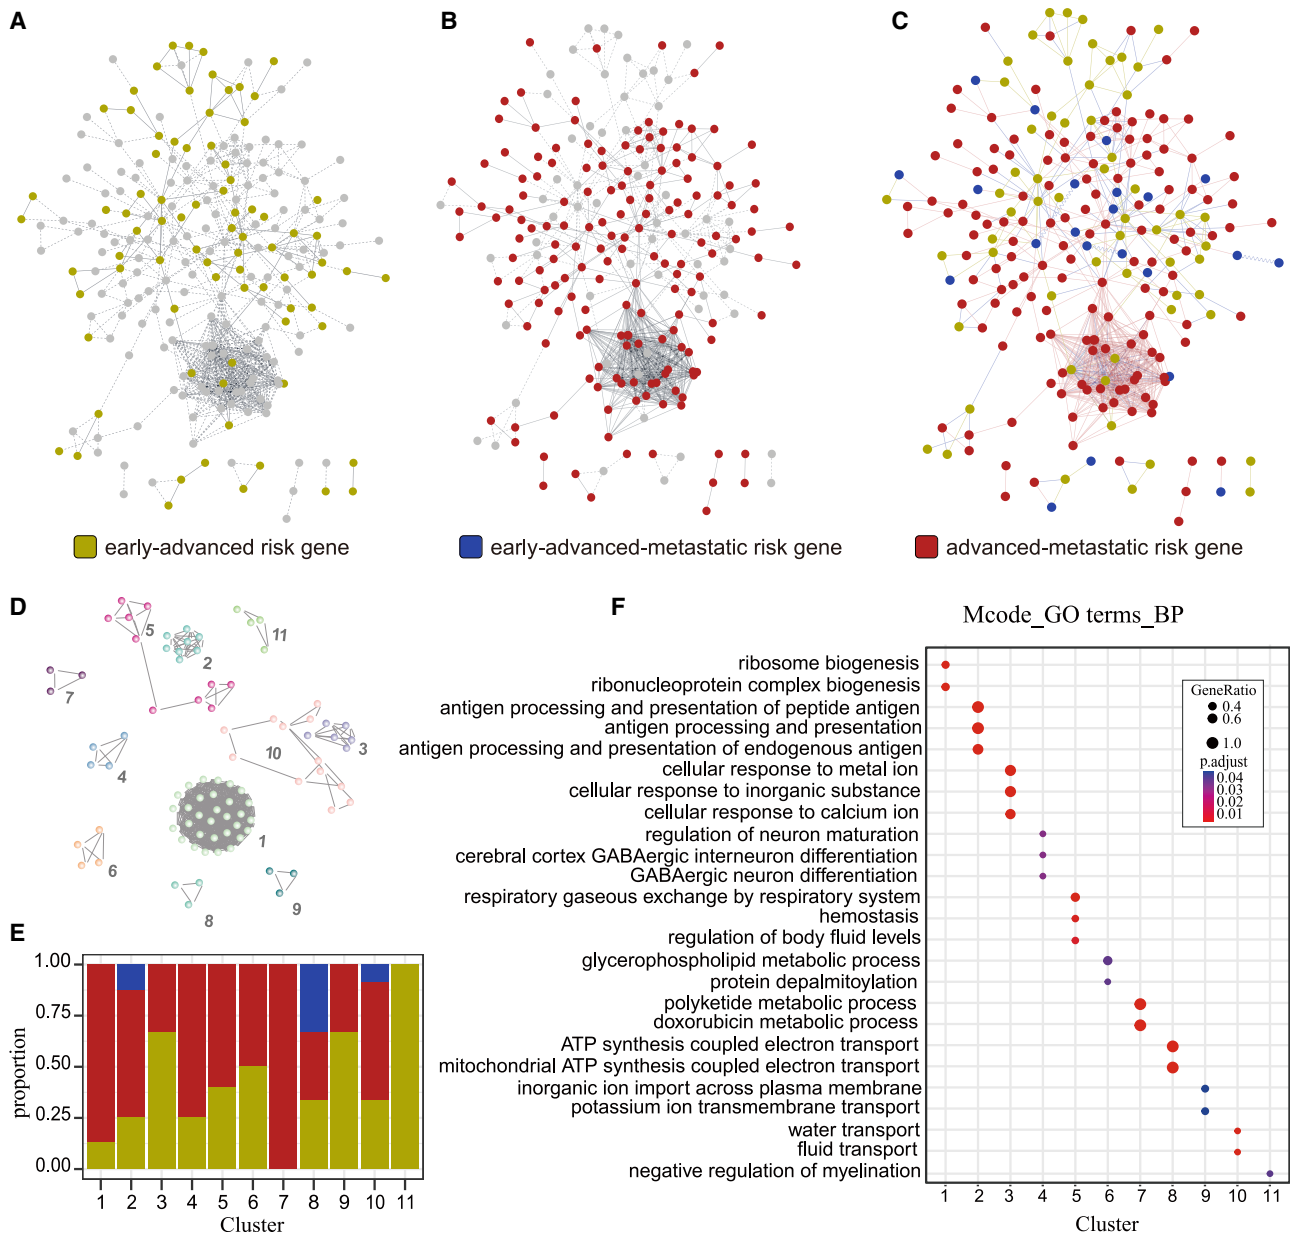 A
B
C
early-advanced risk gene
early-advanced-metastatic risk gene
advanced-metastatic risk gene
D
5
2
11
7
10
3
4
1
6
8
9
E
1.00
0.75
0.50
0.25
0.00
proportion
1 2 3 4 5 6 7 8 9 10 11
Cluster
F
Mcode_GO terms_BP
ribosome biogenesis
ribonucleoprotein complex biogenesis
antigen processing and presentation of peptide antigen
antigen processing and presentation
antigen processing and presentation of endogenous antigen
cellular response to metal ion
cellular response to inorganic substance
cellular response to calcium ion
regulation of neuron maturation
cerebral cortex GABAergic interneuron differentiation
GABAergic neuron differentiation
respiratory gaseous exchange by respiratory system
hemostasis
regulation of body fluid levels
glycerophospholipid metabolic process
protein depalmitoylation
polyketide metabolic process
doxorubicin metabolic process
ATP synthesis coupled electron transport
mitochondrial ATP synthesis coupled electron transport
inorganic ion import across plasma membrane
potassium ion transmembrane transport
water transport
fluid transport
negative regulation of myelination
GeneRatio
0.4
0.6
1.0
p.adjust
0.04
0.03
0.02
0.01
1 2 3 4 5 6 7 8 9 10 11
Cluster